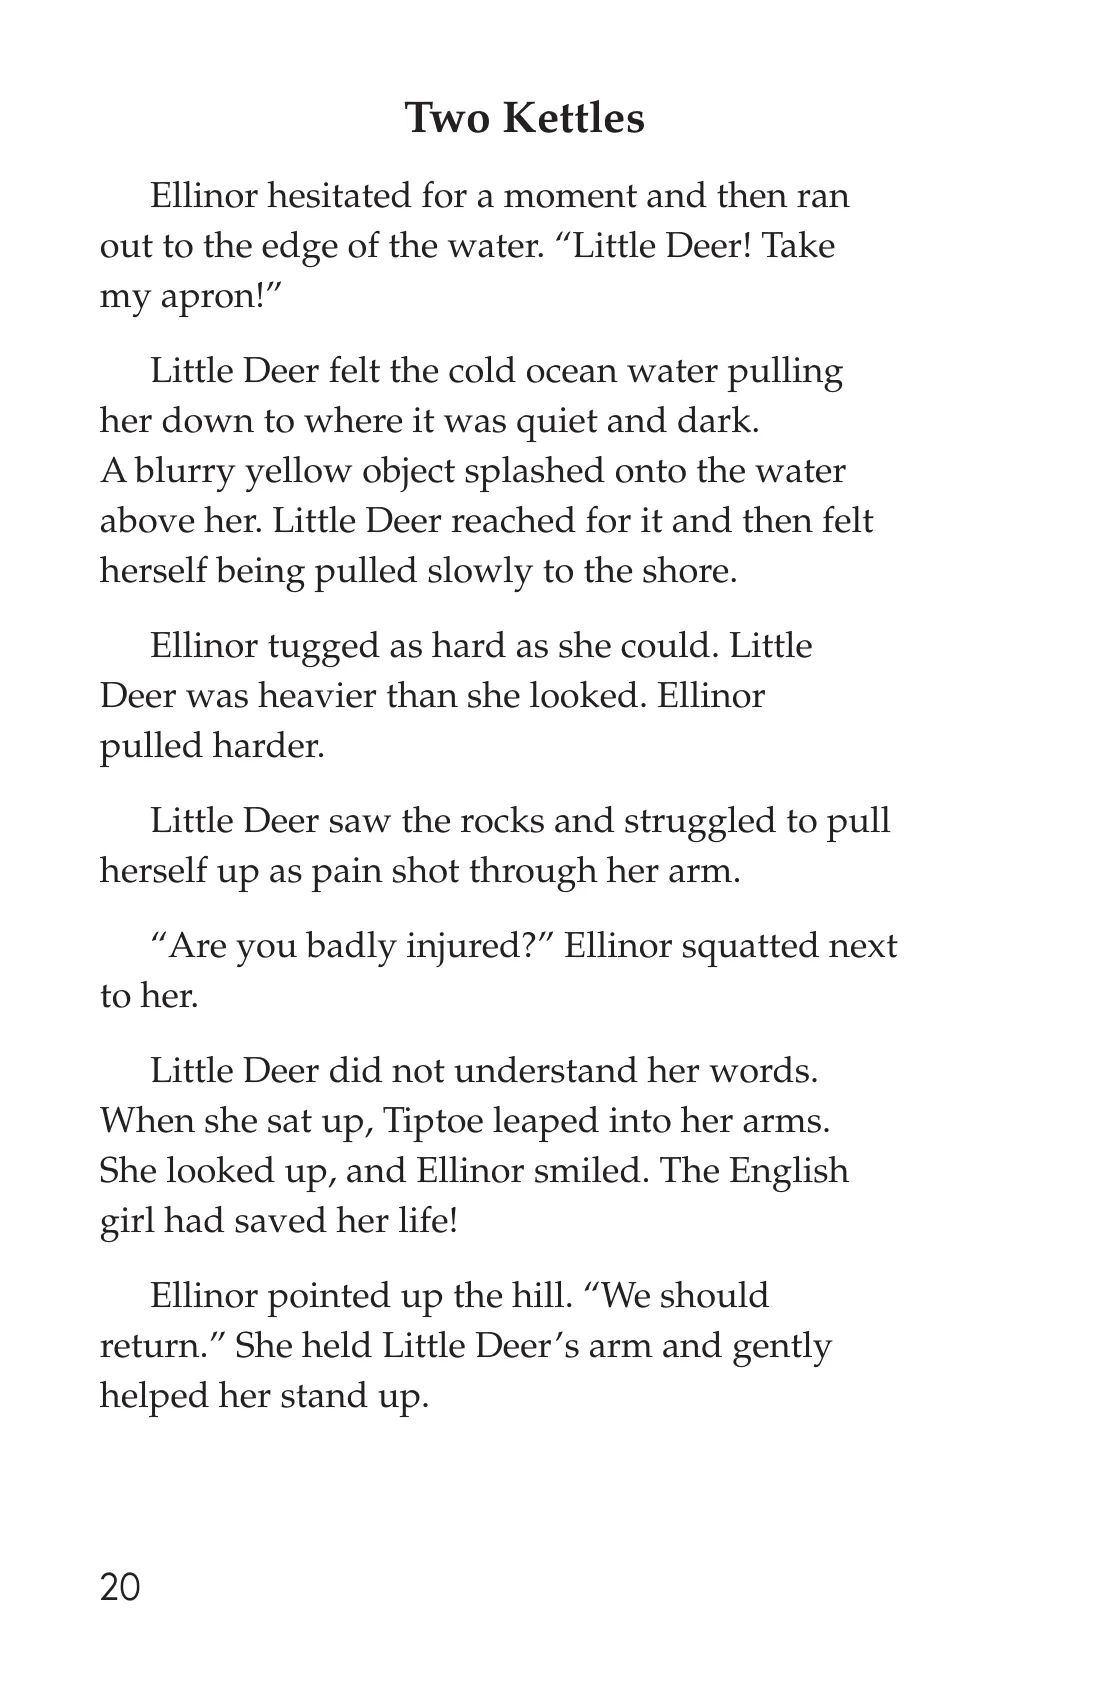 Two Kettles
Ellinor hesitated for a moment and then ran
out to the edge of the water. “Little Deer! Take
my apron!”
Little Deer felt the cold ocean water pulling
her down to where it was quiet and dark.
A blurry yellow object splashed onto the water
above her. Little Deer reached for it and then felt
herself being pulled slowly to the shore.
Ellinor tugged as hard as she could. Little
Deer was heavier than she looked. Ellinor
pulled harder.
Little Deer saw the rocks and struggled to pull
herself up as pain shot through her arm.
“Are you badly injured?” Ellinor squatted next
to her.
Little Deer did not understand her words.
When she sat up, Tiptoe leaped into her arms.
She looked up, and Ellinor smiled. The English
girl had saved her life!
Ellinor pointed up the hill. “We should
return.” She held Little Deer’s arm and gently
helped her stand up.
20